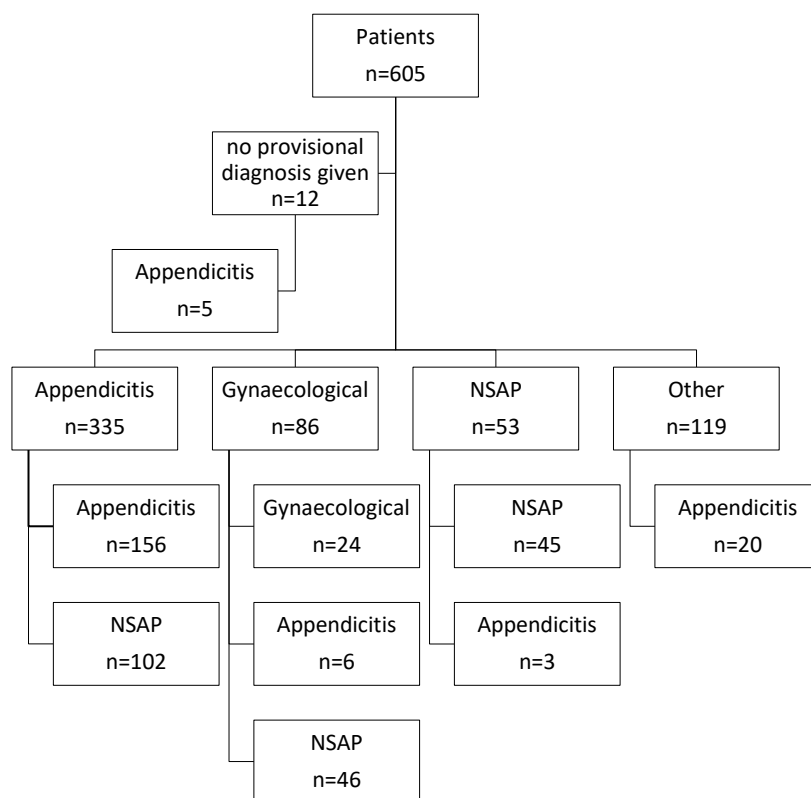 Patients
n=605
no provisional
diagnosis given
n=12
Appendicitis
n=5
Appendicitis
n=335
Gynaecological
n=86
NSAP
n=53
Other
n=119
Appendicitis
n=156
Gynaecological
n=24
NSAP
n=45
Appendicitis
n=20
NSAP
n=102
Appendicitis
n=6
Appendicitis
n=3
NSAP
n=46